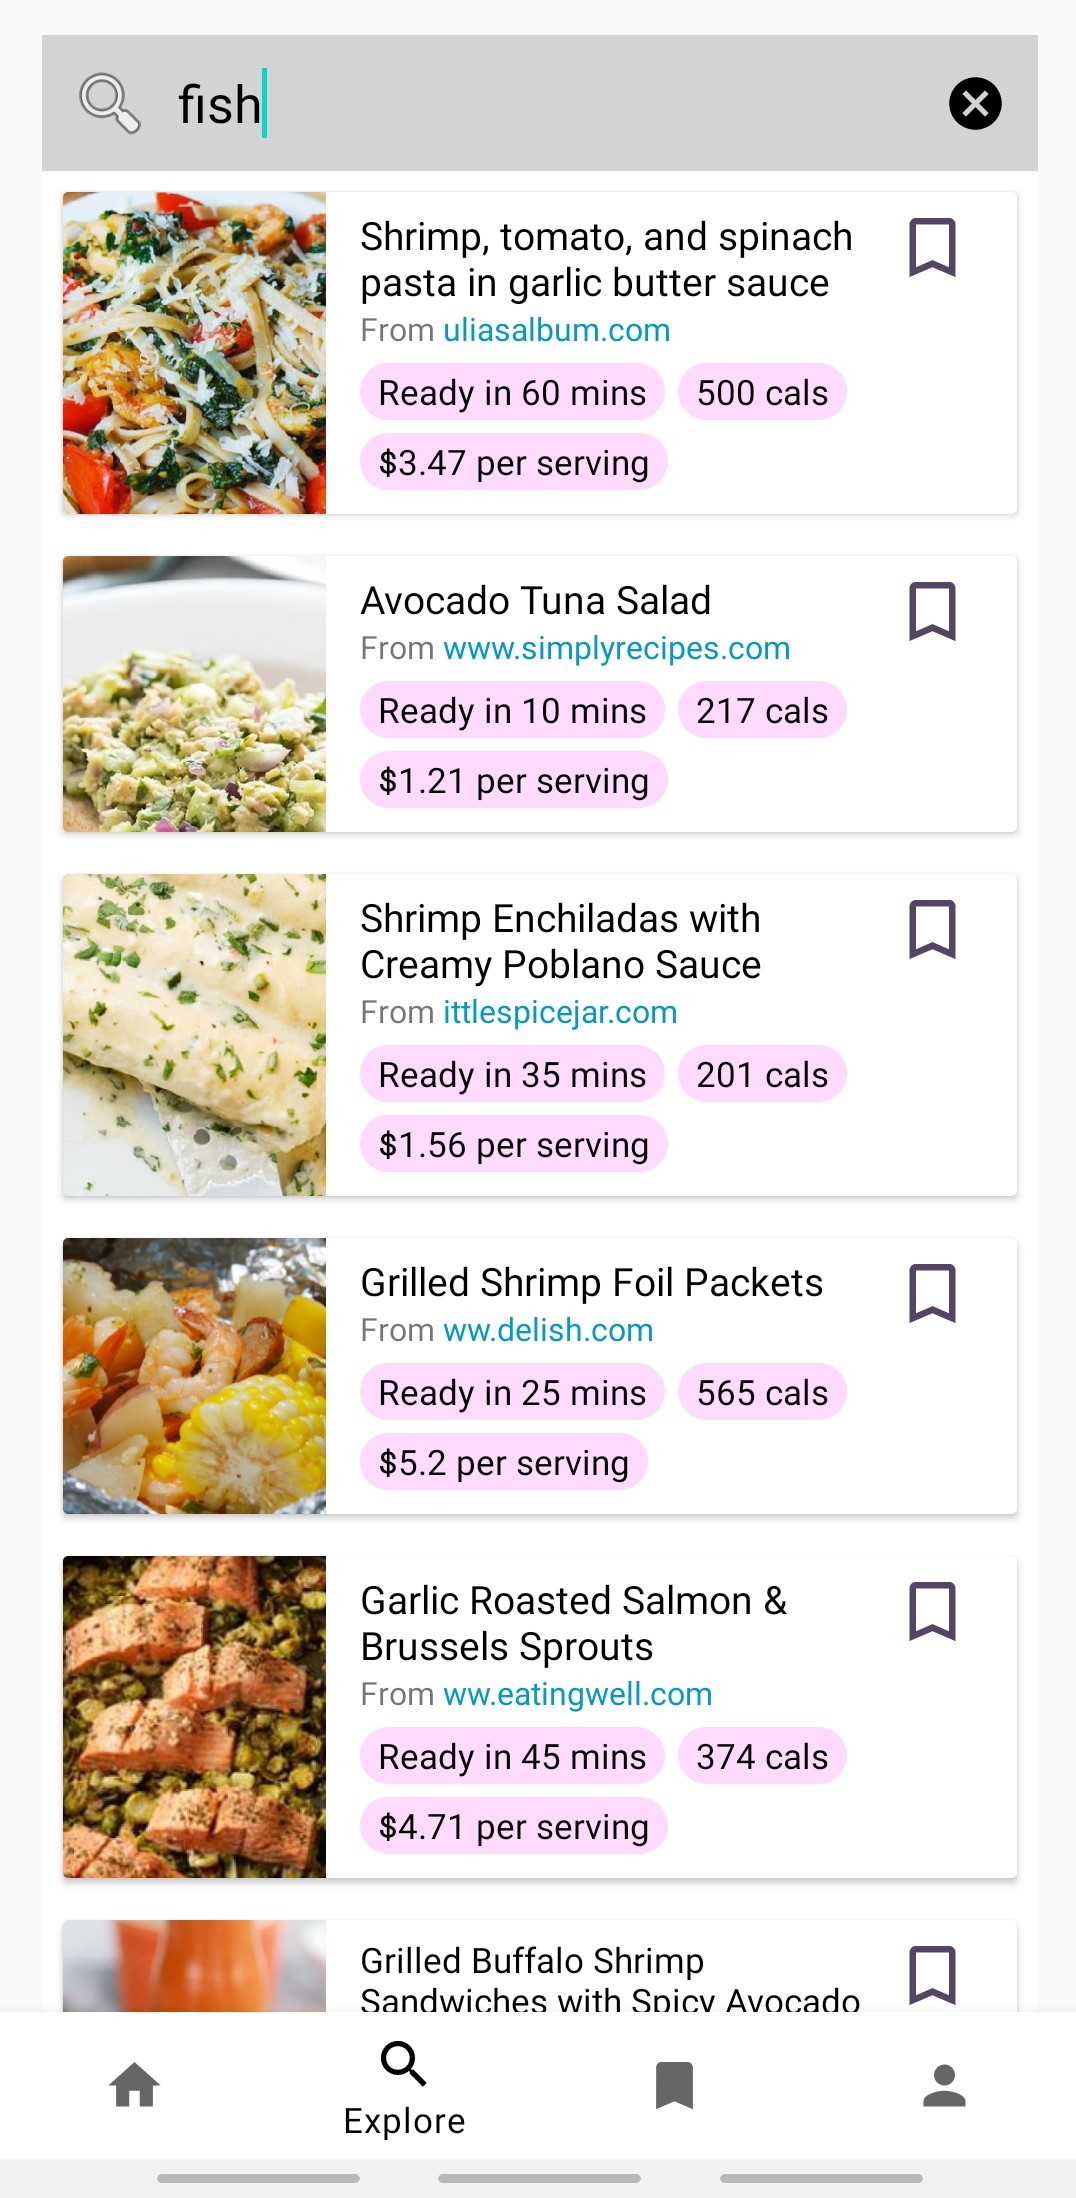 fish
Shrimp, tomato, and spinach
pasta in garlic butter sauce
From uliasalbum.com
Ready in 60 mins
500 cals
$3.47 per serving
Avocado Tuna Salad
From www.simplyrecipes.com
Ready in 10 mins
217 cals
$1.21 per serving
Shrimp Enchiladas with
Creamy Poblano Sauce
From ittlespicejar.com
Ready in 35 mins
201 cals
$1.56 per serving
Grilled Shrimp Foil Packets
From ww.delish.com
Ready in 25 mins
565 cals
$5.2 per serving
Garlic Roasted Salmon &
Brussels Sprouts
From ww.eatingwell.com
Ready in 45 mins
374 cals
$4.71 per serving
Grilled Buffalo Shrimp
Sandwiches with Spicy Avocado
Explore